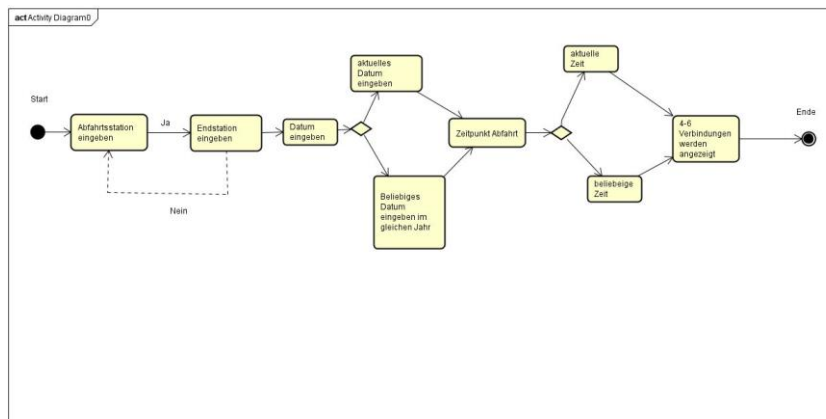 act Activity Diagram0
Start
Abfahrtsstation
eingeben
Ja
Endstation
eingeben
Nein
Datum
eingeben
aktuelles
Datum
eingeben
Beliebiges
Datum
eingeben im
gleichen Jahr
Zeitpunkt Abfahrt
aktuelle
Zeit
beliebeige
Zeit
4-6
Verbindungen
werden
angezeigt
Ende